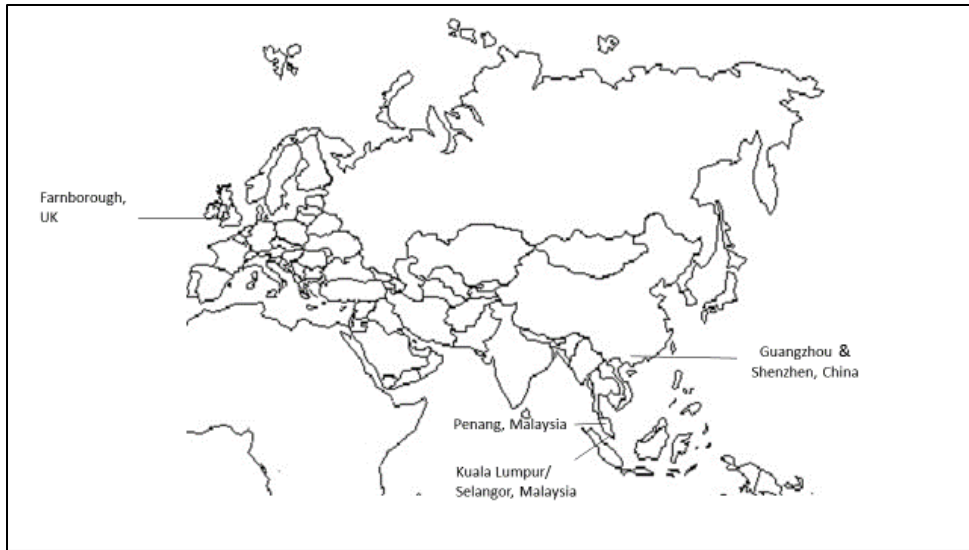 Farnborough,
UK
Guangzhou &
Shenzhen, China
Penang, Malaysia
Kuala Lumpur/
Selangor, Malaysia